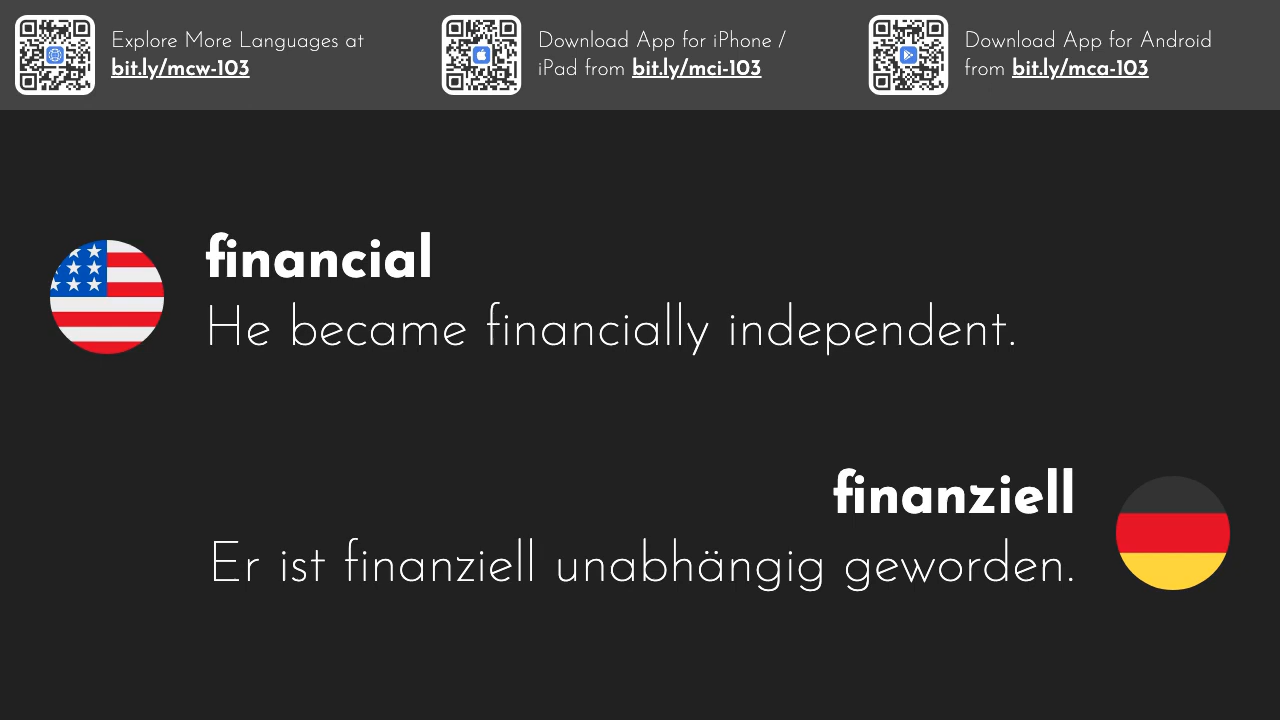 Explore More Languages at
bit.ly/mcw-103
Download App for iPhone /
iPad from bit.ly/mci-103
Download App for Android
from bit.ly/mca-103
financial
He became financially independent.
finanziell
Er ist finanziell unabhängig geworden.